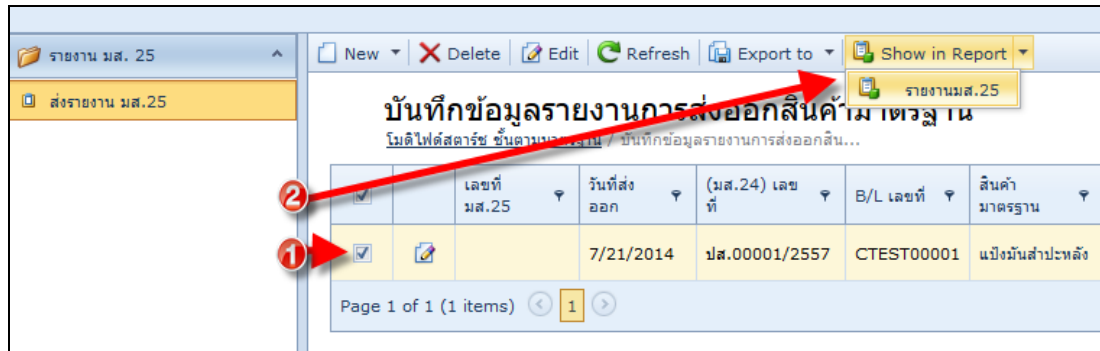 รายงาน มส. 25
ส่งรายงาน มส.25
New Delete Edit Refresh Export to Show in Report
รายงานมส.25
บันทึกข้อมูลรายงานการส่งออกสินค้ามาตรฐาน
โมดิไฟด์สตาร์ช ชั้นตามมาตรฐาน / บันทึกข้อมูลรายงานการส่งออกสิน...
2
เลขที่ มส.25 วันที่ส่งออก (มส.24) เลขที่ B/L เลขที่ สินค้ามาตรฐาน
1
7/21/2014 ปส.00001/2557 CTEST00001 แป้งมันสำปะหลัง
Page 1 of 1 (1 items) 1